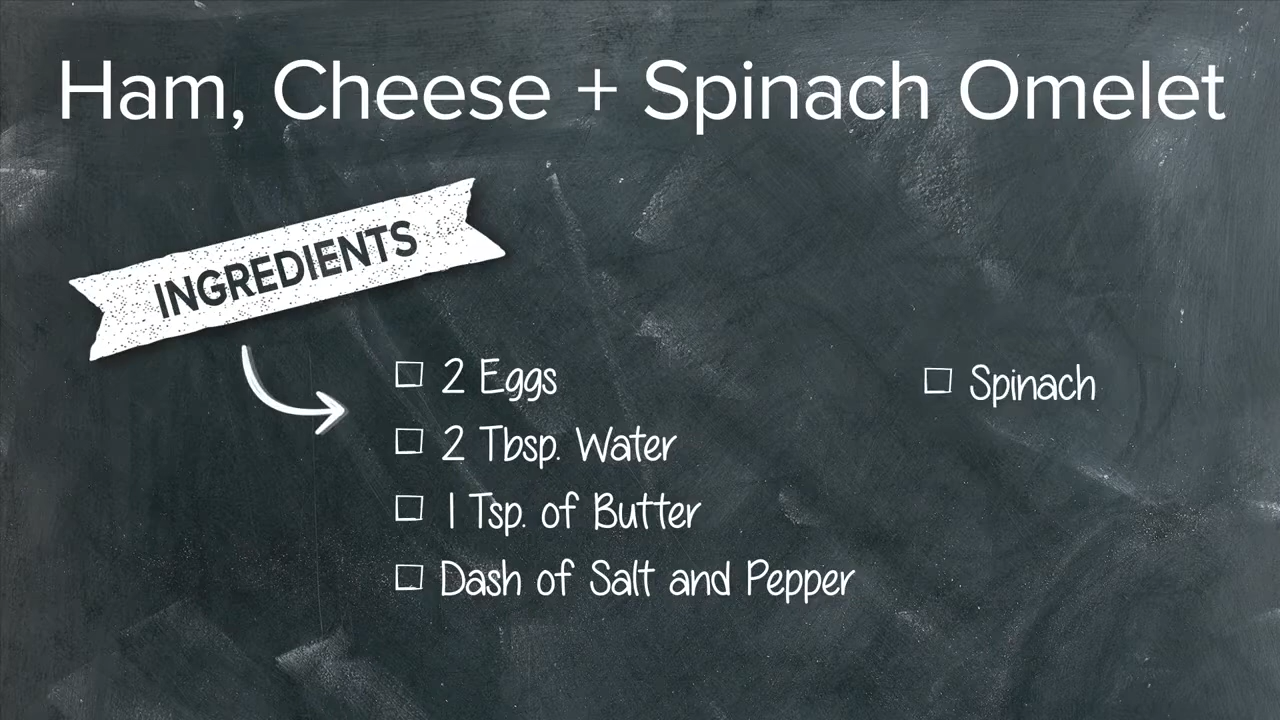 Ham, Cheese + Spinach Omelet
INGREDIENTS
2 Eggs
2 Tbsp. Water
1 Tsp. of Butter
Dash of Salt and Pepper
Spinach